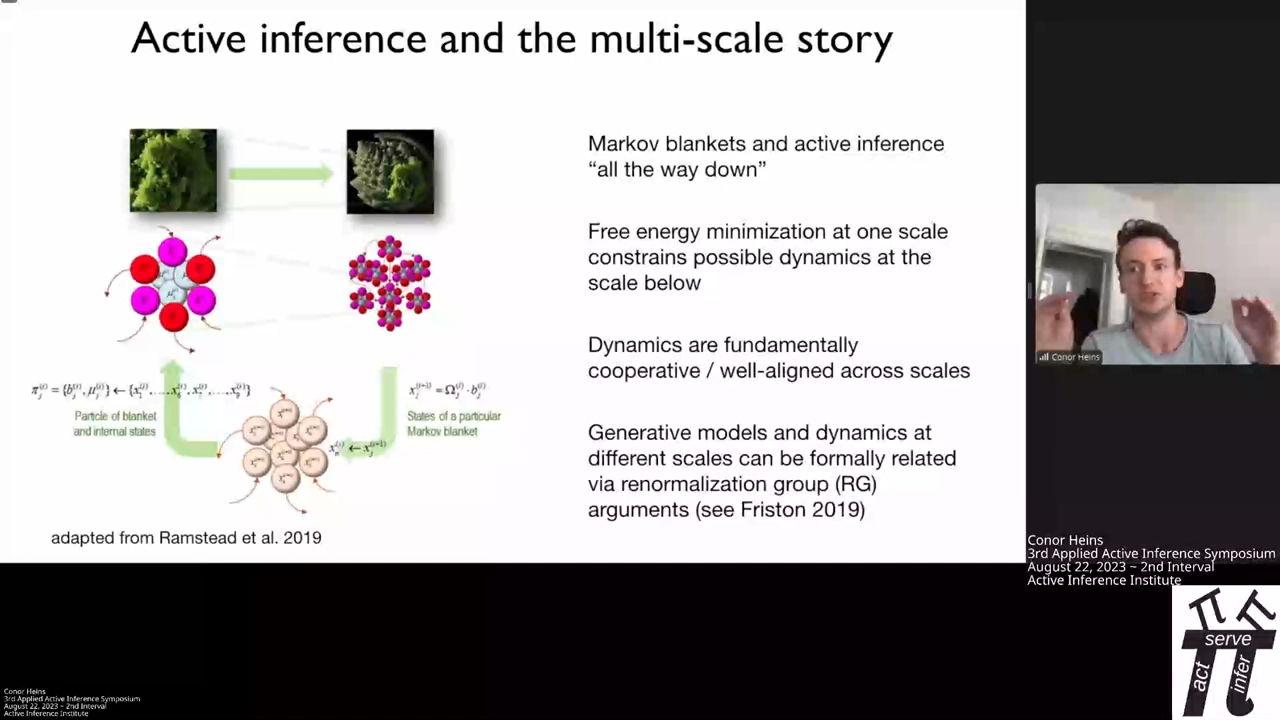 Active inference and the multi-scale story
Markov blankets and active inference
“all the way down”
Free energy minimization at one scale
constrains possible dynamics at the
scale below
Dynamics are fundamentally
cooperative / well-aligned across scales
Generative models and dynamics at
different scales can be formally related
via renormalization group (RG)
arguments (see Friston 2019)
Particle of blanket
and internal states
States of a particular
Markov blanket
adapted from Ramstead et al. 2019
Conor Heins
Conor Heins
3rd Applied Active Inference Symposium
August 22, 2023 ~ 2nd Interval
Active Inference Institute
act
serve
infer
Conor Heins
3rd Applied Active Inference Symposium
August 22, 2023 ~ 2nd Interval
Active Inference Institute